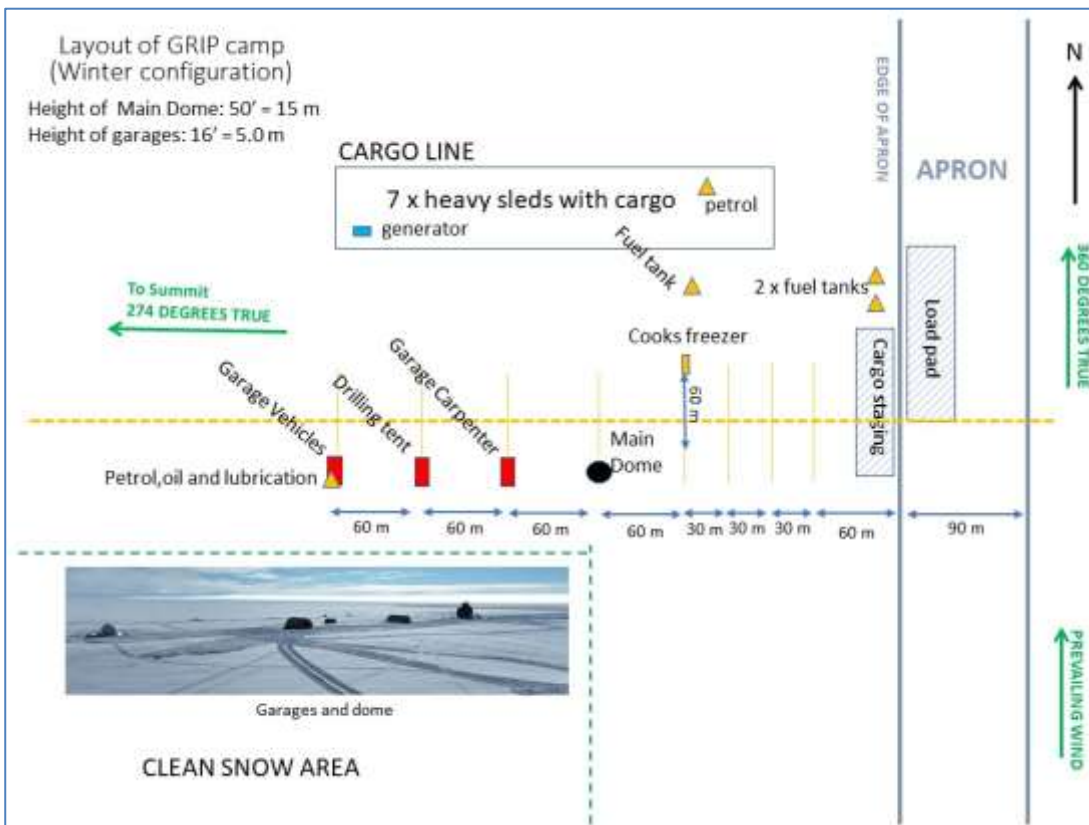 Layout of GRIP camp
(Winter configuration)
Height of Main Dome: 50' = 15 m
Height of garages: 16' = 5.0 m
EDGE OF APRON
N
APRON
CARGO LINE
7 x heavy sleds with cargo
petrol
generator
Fuel tank
2 x fuel tanks
360 DEGREES TRUE
To Summit
274 DEGREES TRUE
Load pad
Cooks freezer
Cargo staging
Garage Vehicles
Drilling tent
Garage Carpenter
60 m
Main
Dome
Petrol,oil and lubrication
60 m
60 m
60 m
60 m
30 m
30 m
30 m
60 m
90 m
Garages and dome
PREVAILING WIND
CLEAN SNOW AREA